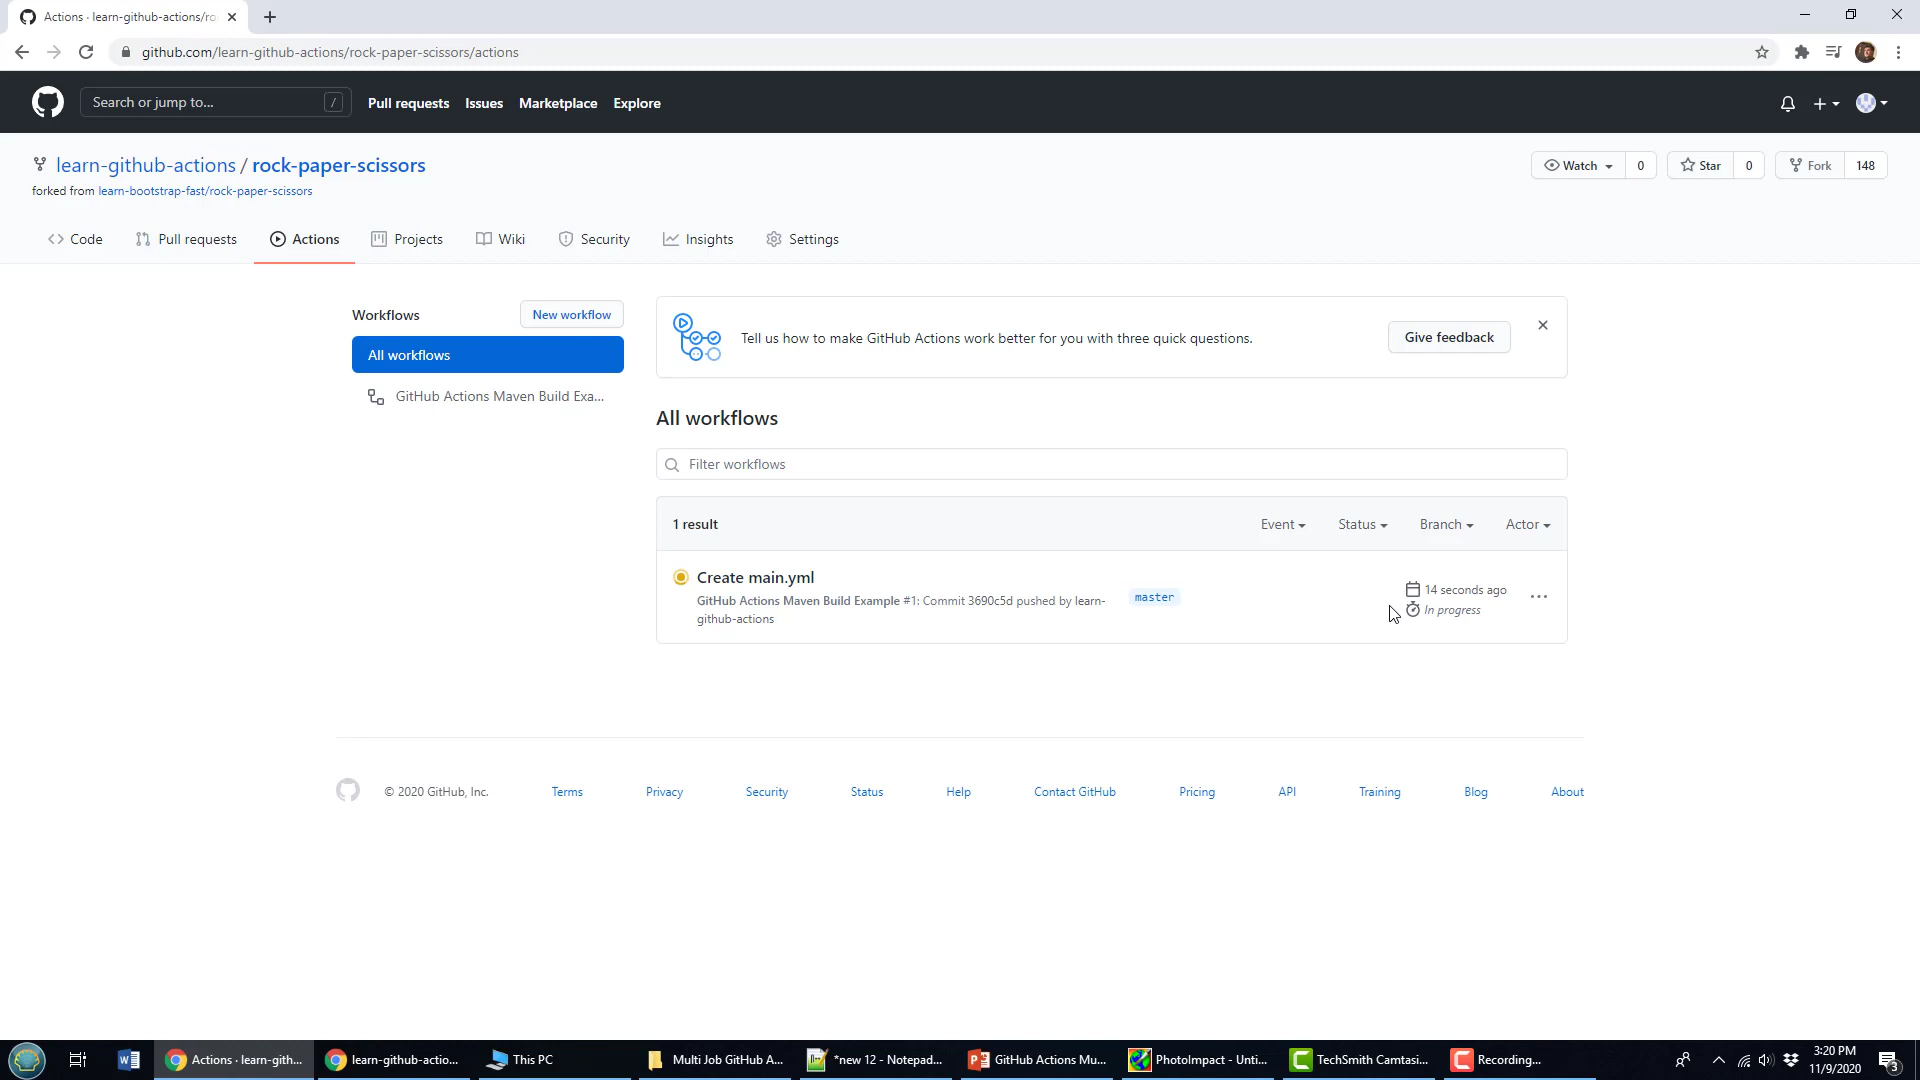 Actions · learn-github-actions/ro
github.com/learn-github-actions/rock-paper-scissors/actions
Search or jump to...
/
Pull requests
Issues
Marketplace
Explore
learn-github-actions / rock-paper-scissors
Watch
0
Star
0
Fork
148
forked from learn-bootstrap-fast/rock-paper-scissors
Code
Pull requests
Actions
Projects
Wiki
Security
Insights
Settings
Workflows
New workflow
All workflows
GitHub Actions Maven Build Exa...
Tell us how to make GitHub Actions work better for you with three quick questions.
Give feedback
All workflows
Filter workflows
1 result
Event
Status
Branch
Actor
Create main.yml
GitHub Actions Maven Build Example #1: Commit 3690c5d pushed by learn-
github-actions
master
14 seconds ago
In progress
© 2020 GitHub, Inc.
Terms
Privacy
Security
Status
Help
Contact GitHub
Pricing
API
Training
Blog
About
Actions · learn-gith...
learn-github-actio...
This PC
Multi Job GitHub A...
*new 12 - Notepad...
GitHub Actions Mu...
PhotoImpact - Unti...
TechSmith Camtasi...
Recording...
3:20 PM
11/9/2020
3